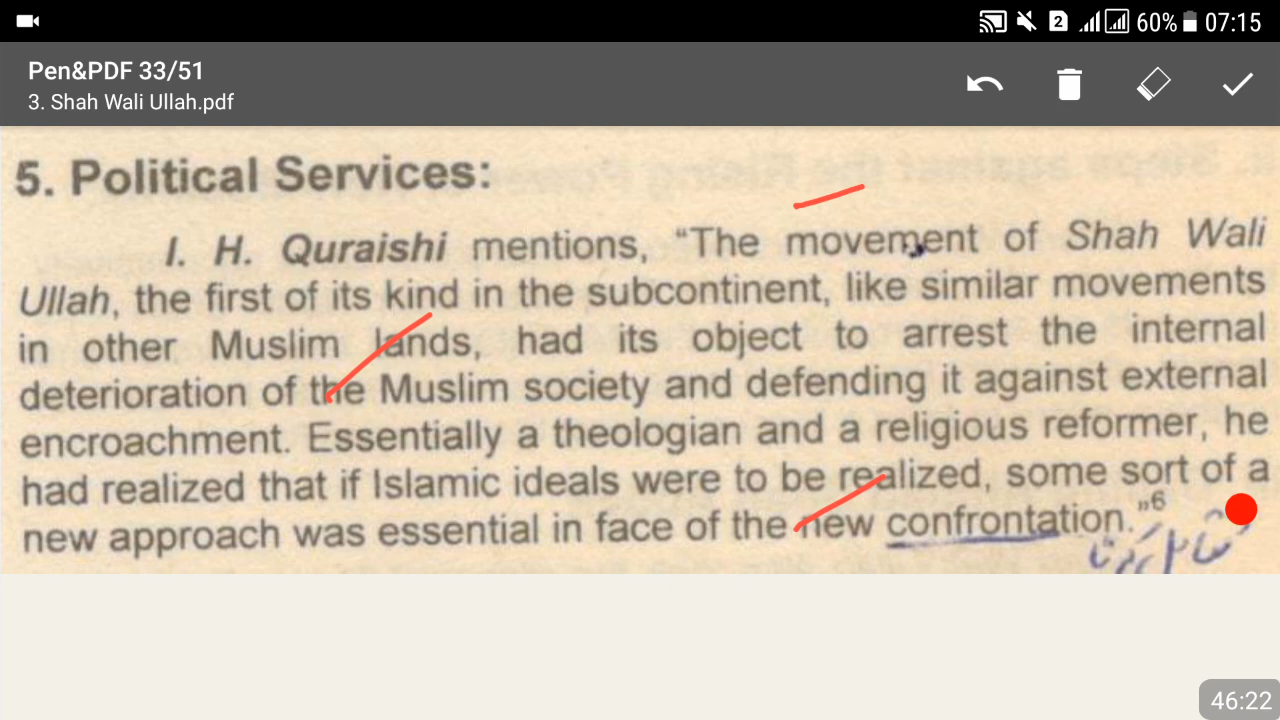 2 60% 07:15
Pen&PDF 33/51
3. Shah Wali Ullah.pdf
5. Political Services:
I. H. Quraishi mentions, “The movement of Shah Wali
Ullah, the first of its kind in the subcontinent, like similar movements
in other Muslim lands, had its object to arrest the internal
deterioration of the Muslim society and defending it against external
encroachment. Essentially a theologian and a religious reformer, he
had realized that if Islamic ideals were to be realized, some sort of a
new approach was essential in face of the new confrontation.”6
46:22